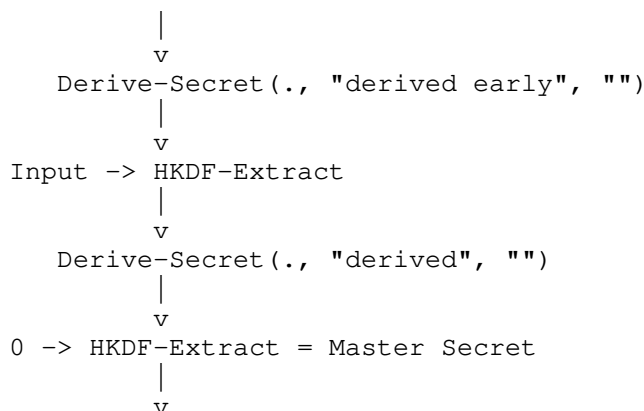 |
v
Derive-Secret(., "derived early", "")
|
v
Input -> HKDF-Extract
|
v
Derive-Secret(., "derived", "")
|
v
0 -> HKDF-Extract = Master Secret
|
v